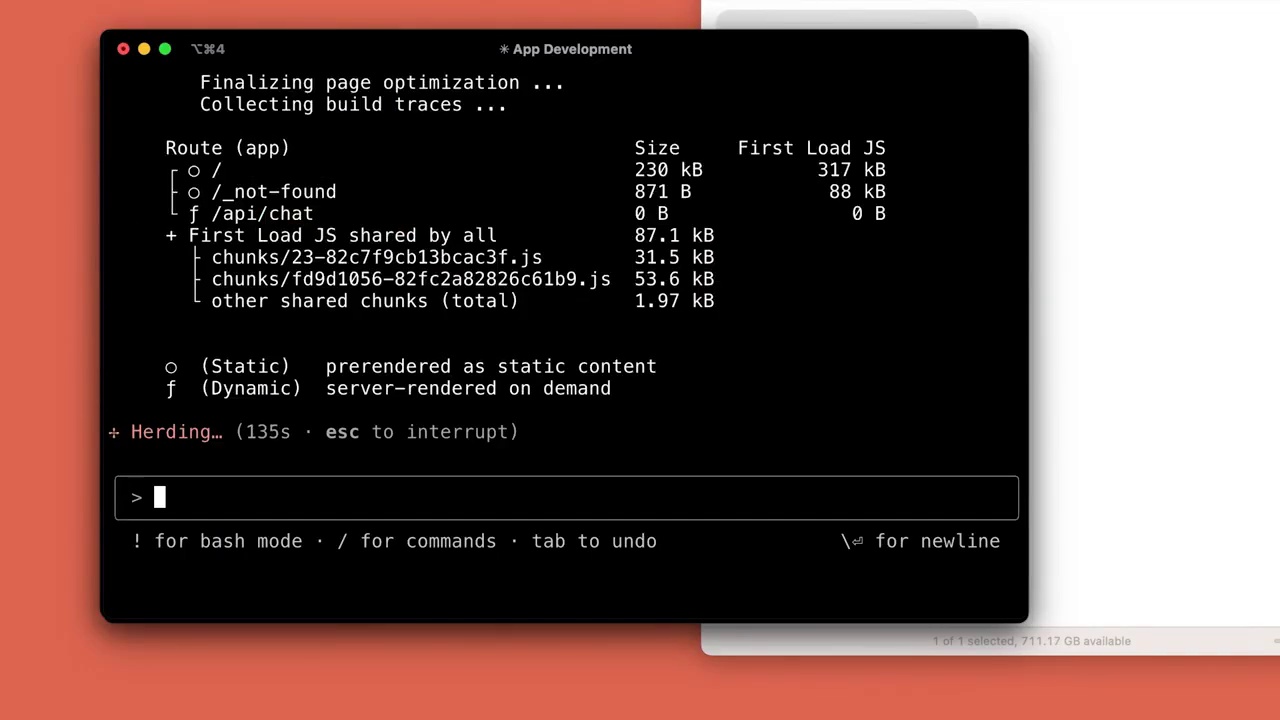 ⌥⌘4
✳ App Development
Finalizing page optimization ...
Collecting build traces ...
Route (app) Size First Load JS
┌ ○ / 230 kB 317 kB
├ ○ /_not-found 871 B 88 kB
└ ƒ /api/chat 0 B 0 B
+ First Load JS shared by all 87.1 kB
├ chunks/23-82c7f9cb13bcac3f.js 31.5 kB
├ chunks/fd9d1056-82fc2a82826c61b9.js 53.6 kB
└ other shared chunks (total) 1.97 kB
○ (Static) prerendered as static content
ƒ (Dynamic) server-rendered on demand
✢ Herding… (135s · esc to interrupt)
>
! for bash mode · / for commands · tab to undo \⏎ for newline
1 of 1 selected, 711.17 GB available